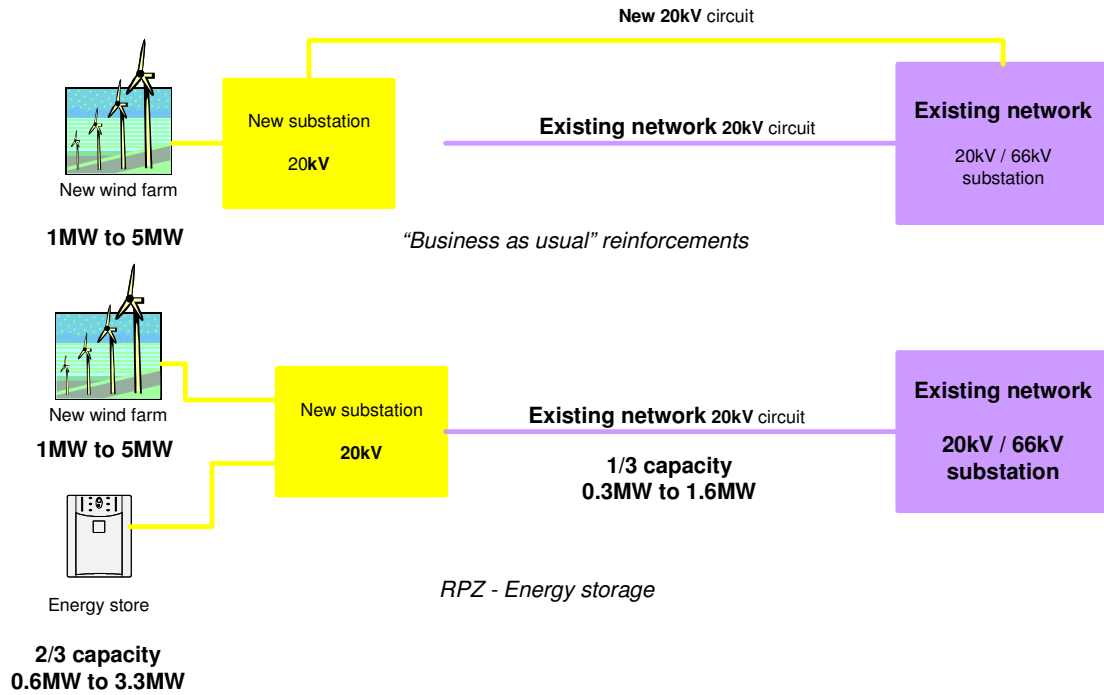 New 20kV circuit
New substation
20kV
Existing network 20kV circuit
Existing network
20kV / 66kV
substation
New wind farm
1MW to 5MW
“Business as usual” reinforcements
New wind farm
1MW to 5MW
New substation
20kV
Existing network 20kV circuit
1/3 capacity
0.3MW to 1.6MW
Existing network
20kV / 66kV
substation
Energy store
2/3 capacity
0.6MW to 3.3MW
RPZ - Energy storage